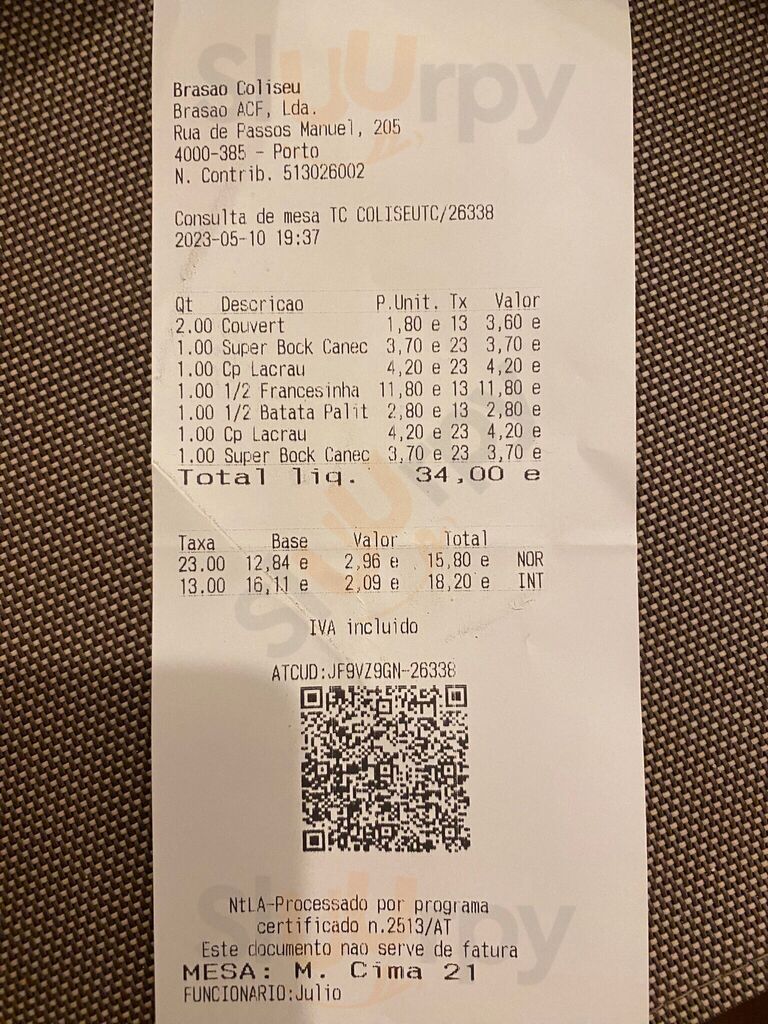 Sluurpy
Brasao Coliseu
Brasao ACF, Lda.
Rua de Passos Manuel, 205
4000-385 - Porto
N. Contrib. 513026002
Consulta de mesa TC COLISEUTC/26338
2023-05-10 19:37
Qt Descricao P.Unit. Tx Valor
2.00 Couvert 1,80 e 13 3,60 e
1.00 Super Bock Canec 3,70 e 23 3,70 e
1.00 Cp Lacrau 4,20 e 23 4,20 e
1.00 1/2 Francesinha 11,80 e 13 11,80 e
1.00 1/2 Batata Palit 2,80 e 13 2,80 e
1.00 Cp Lacrau 4,20 e 23 4,20 e
1.00 Super Bock Canec 3,70 e 23 3,70 e
Total liq. 34,00 e
Sluurpy
Taxa Base Valor Total
23.00 12,84 e 2,96 e 15,80 e NOR
13.00 16,11 e 2,09 e 18,20 e INT
IVA incluido
ATCUD:JF9VZ9GN-26338
Sluurpy
NtLA-Processado por programa
certificado n.2513/AT
Este documento nao serve de fatura
MESA: M. Cima 21
FUNCIONARIO:Julio